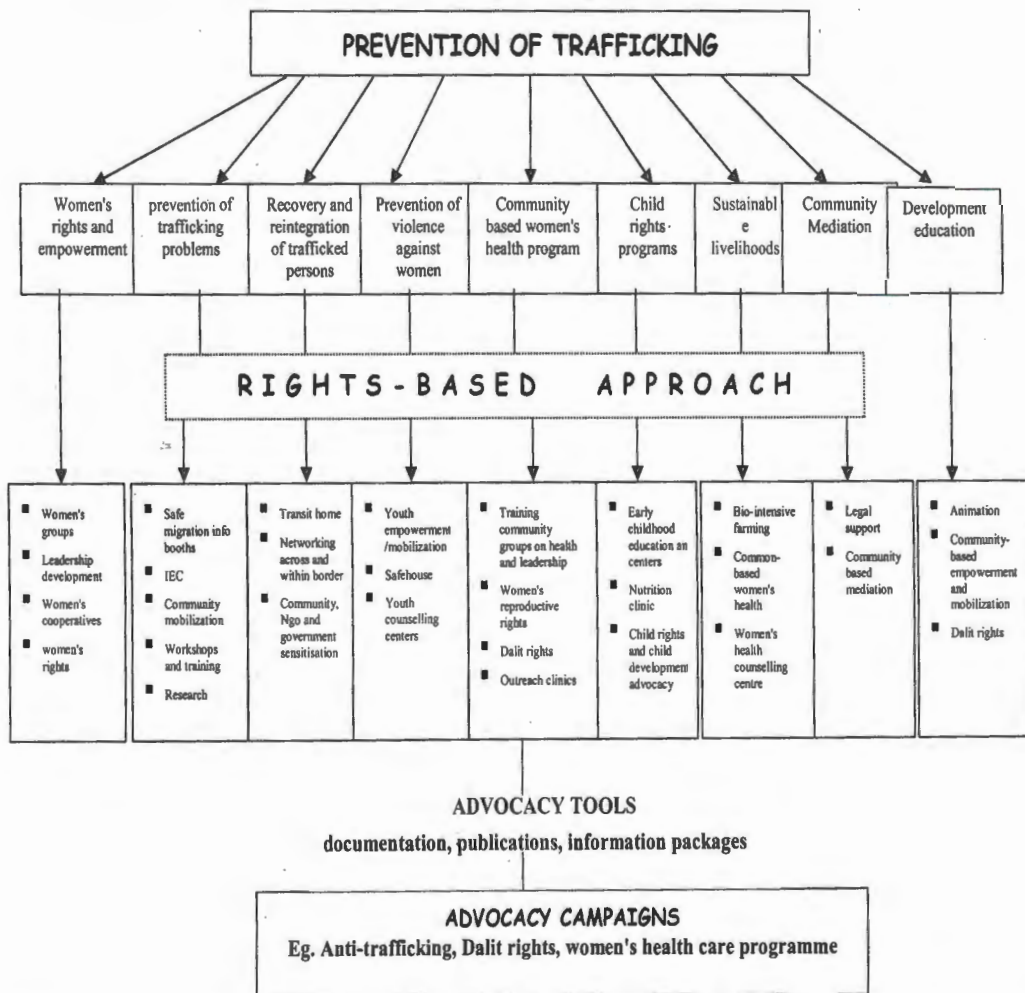 PREVENTION OF TRAFFICKING
Women's
rights and
empowerment
prevention of
trafficking
problems
Recovery and
reintegration
of trafficked
persons
Prevention of
violence
against
women
Community
based women's
health program
Child
rights
programs
Sustainabl
e
livelihoods
Community
Mediation
Development
education
RIGHTS-BASED APPROACH
■ Women's
groups
■ Leadership
development
■ Women's
cooperatives
■ women's
rights
■ Safe
migration info
booths
■ IEC
■ Community
mobilization
■ Workshops
and training
■ Research
■ Transit home
■ Networking
across and
within border
■ Community,
Ngo and
government
sensitisation
■ Youth
empowerment
/mobilization
■ Safehouse
■ Youth
counselling
centers
■ Training
community
groups on health
and leadership
■ Women's
reproductive
rights
■ Dalit rights
■ Outreach clinics
■ Early
childhood
education an
centers
■ Nutrition
clinic
■ Child rights
and child
development
advocacy
■ Bio-intensive
farming
■ Common-
based
women's
health
■ Women's
health
counselling
centre
■ Legal
support
■ Community
based
mediation
■ Animation
■ Community-
based
empowerment
and
mobilization
■ Dalit rights
ADVOCACY TOOLS
documentation, publications, information packages
ADVOCACY CAMPAIGNS
Eg. Anti-trafficking, Dalit rights, women's health care programme